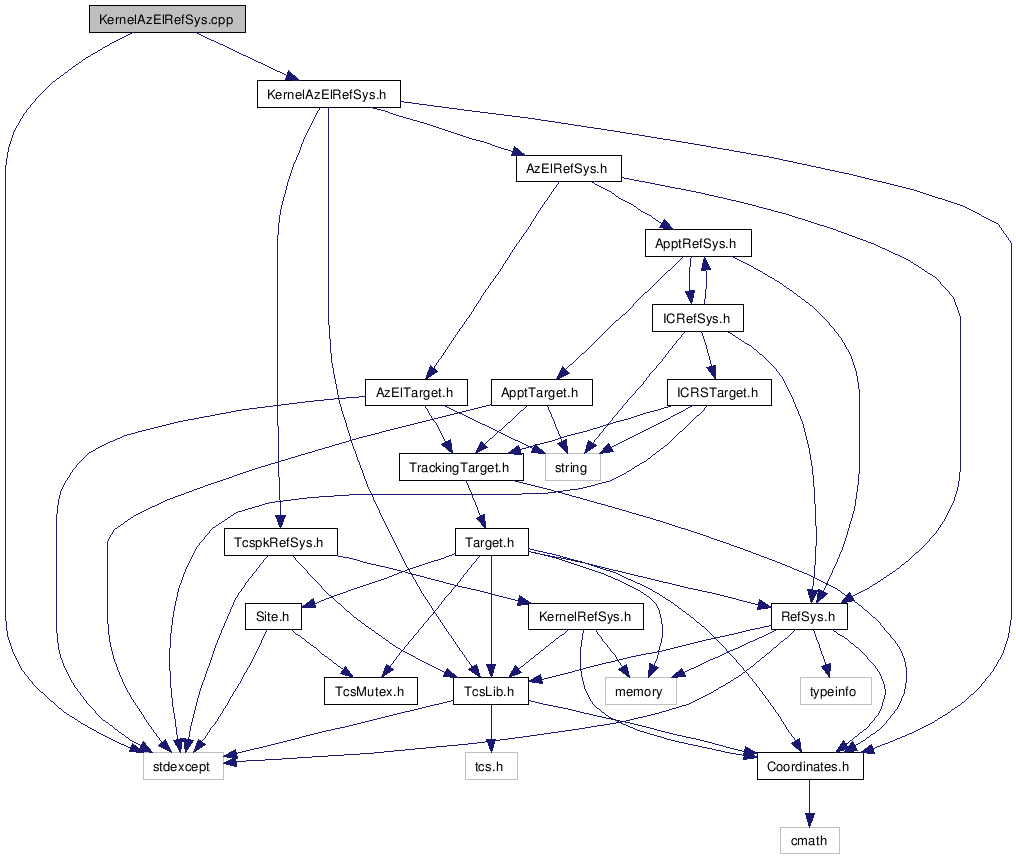 KernelAzElRefSys.cpp
KernelAzElRefSys.h
AzElRefSys.h
ApptRefSys.h
ICRefSys.h
AzElTarget.h
ApptTarget.h
ICRSTarget.h
TrackingTarget.h
string
TcspkRefSys.h
Target.h
Site.h
KernelRefSys.h
RefSys.h
TcsMutex.h
TcsLib.h
memory
typeinfo
stdexcept
tcs.h
Coordinates.h
cmath